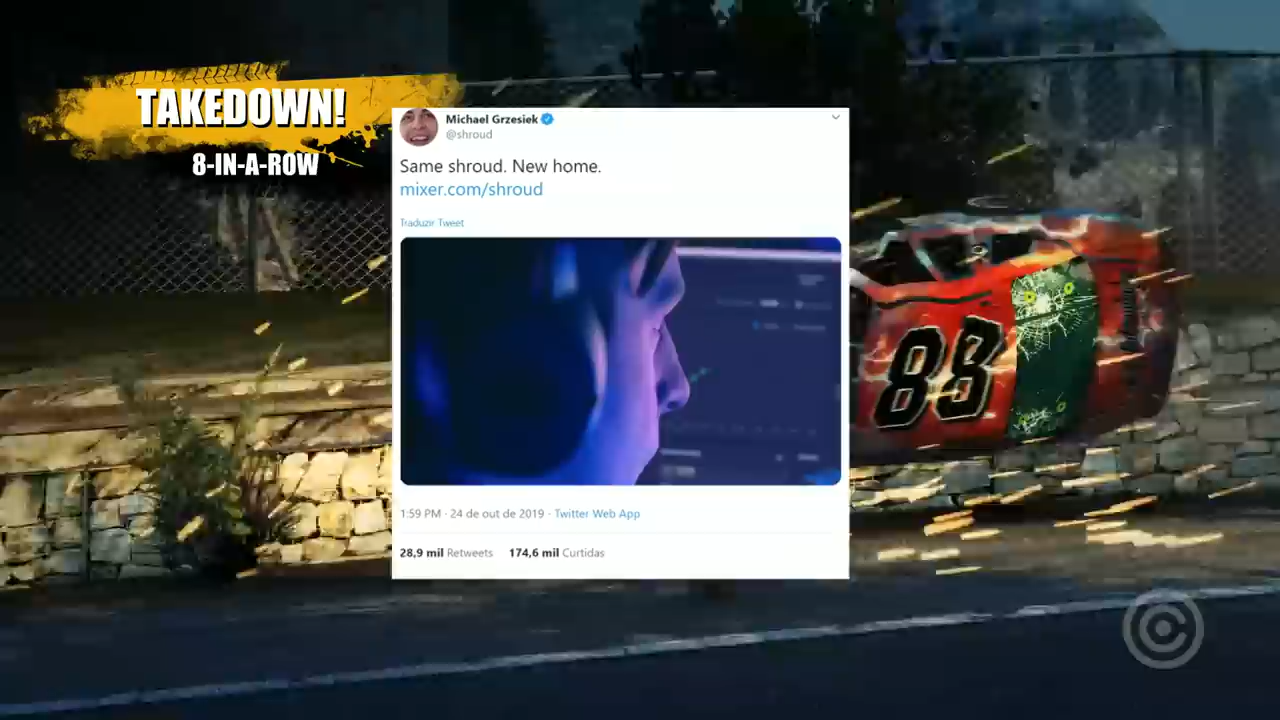 TAKEDOWN!
8-IN-A-ROW
Michael Grzesiek
@shroud
Same shroud. New home.
mixer.com/shroud
Traduzir Tweet
1:59 PM · 24 de out de 2019 · Twitter Web App
28,9 mil Retweets 174,6 mil Curtidas
88